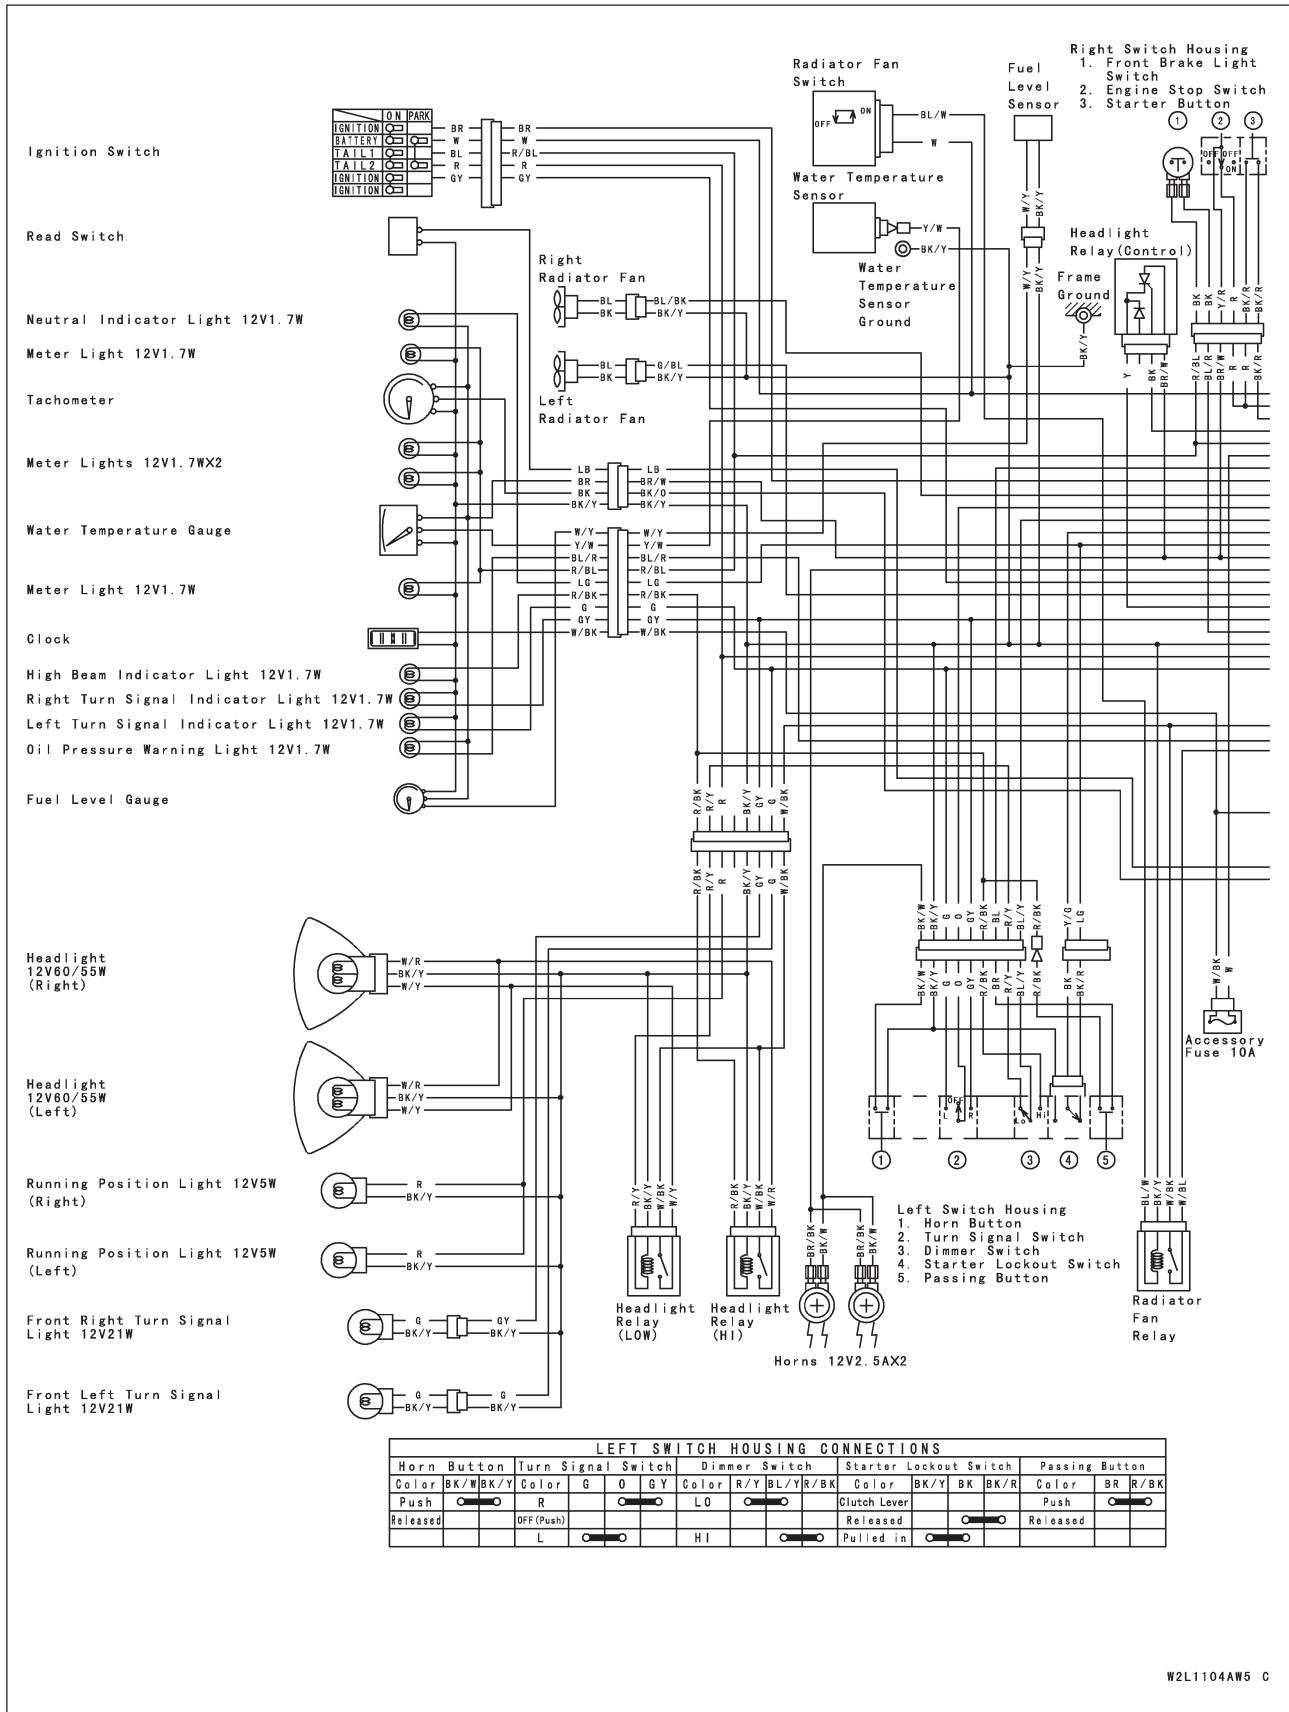 Right Switch Housing
1. Front Brake Light
Switch
2. Engine Stop Switch
3. Starter Button
1 2 3
Radiator Fan
Switch
OFF ON
BL/W
W
Fuel
Level
Sensor
OFF OFF
ON
ON PARK
IGNITION
BATTERY
TAIL1
TAIL2
IGNITION
IGNITION
BR BR
W W
BL R/BL
R R
GY GY
Ignition Switch
Water Temperature
Sensor
Y/W
BK/Y
Water
Temperature
Sensor
Ground
W/Y BK/Y
W/Y BK/Y
Headlight
Relay(Control)
Frame
Ground
BK/Y
BK BK Y/R R BK/R BK/R
Y BK BR/W R/BL BL/R BR/W R R BK/R
Read Switch
Right
Radiator Fan
BL BL/BK
BK BK/Y
Neutral Indicator Light 12V1.7W
Meter Light 12V1.7W
BL G/BL
BK BK/Y
Left
Radiator Fan
Tachometer
Meter Lights 12V1.7WX2
LB LB
BR BR/W
BK BK/O
BK/Y BK/Y
Water Temperature Gauge
W/Y W/Y
Y/W Y/W
BL/R BL/R
R/BL R/BL
LG LG
R/BK R/BK
G G
GY GY
W/BK W/BK
Meter Light 12V1.7W
Clock
High Beam Indicator Light 12V1.7W
Right Turn Signal Indicator Light 12V1.7W
Left Turn Signal Indicator Light 12V1.7W
Oil Pressure Warning Light 12V1.7W
Fuel Level Gauge
R/BK R/Y R BK/Y GY G W/BK
R/BK R/Y R BK/Y GY G W/BK
BK/W BK/Y G O GY R/BK BL R/Y BL/Y R/BK Y/G LG
BK/W BK/Y G O GY R/BK BR R/Y BL/Y R/BK BK BK/R
W/BK W
Accessory
Fuse 10A
Headlight
12V60/55W
(Right)
W/R
BK/Y
W/Y
Headlight
12V60/55W
(Left)
W/R
BK/Y
W/Y
OFF
L R Lo Hi
1 2 3 4 5
Running Position Light 12V5W
(Right)
R
BK/Y
Running Position Light 12V5W
(Left)
R
BK/Y
R/Y BK/Y W/BK W/Y
R/BK BK/Y W/BK W/R
BR/BK BK/W BR/BK BK/W
BL/W BK/Y W/BK W/BL
Left Switch Housing
1. Horn Button
2. Turn Signal Switch
3. Dimmer Switch
4. Starter Lockout Switch
5. Passing Button
Headlight
Relay
(LOW)
Headlight
Relay
(HI)
Horns 12V2.5AX2
Radiator
Fan
Relay
Front Right Turn Signal
Light 12V21W
G GY
BK/Y BK/Y
Front Left Turn Signal
Light 12V21W
G G
BK/Y BK/Y
LEFT SWITCH HOUSING CONNECTIONS
Horn Button Turn Signal Switch Dimmer Switch Starter Lockout Switch Passing Button
Color BK/W BK/Y Color G O GY Color R/Y BL/Y R/BK Color BK/Y BK BK/R Color BR R/BK
Push R LO Clutch Lever Push
Released OFF(Push) Released Released
L HI Pulled in
W2L1104AW5 C